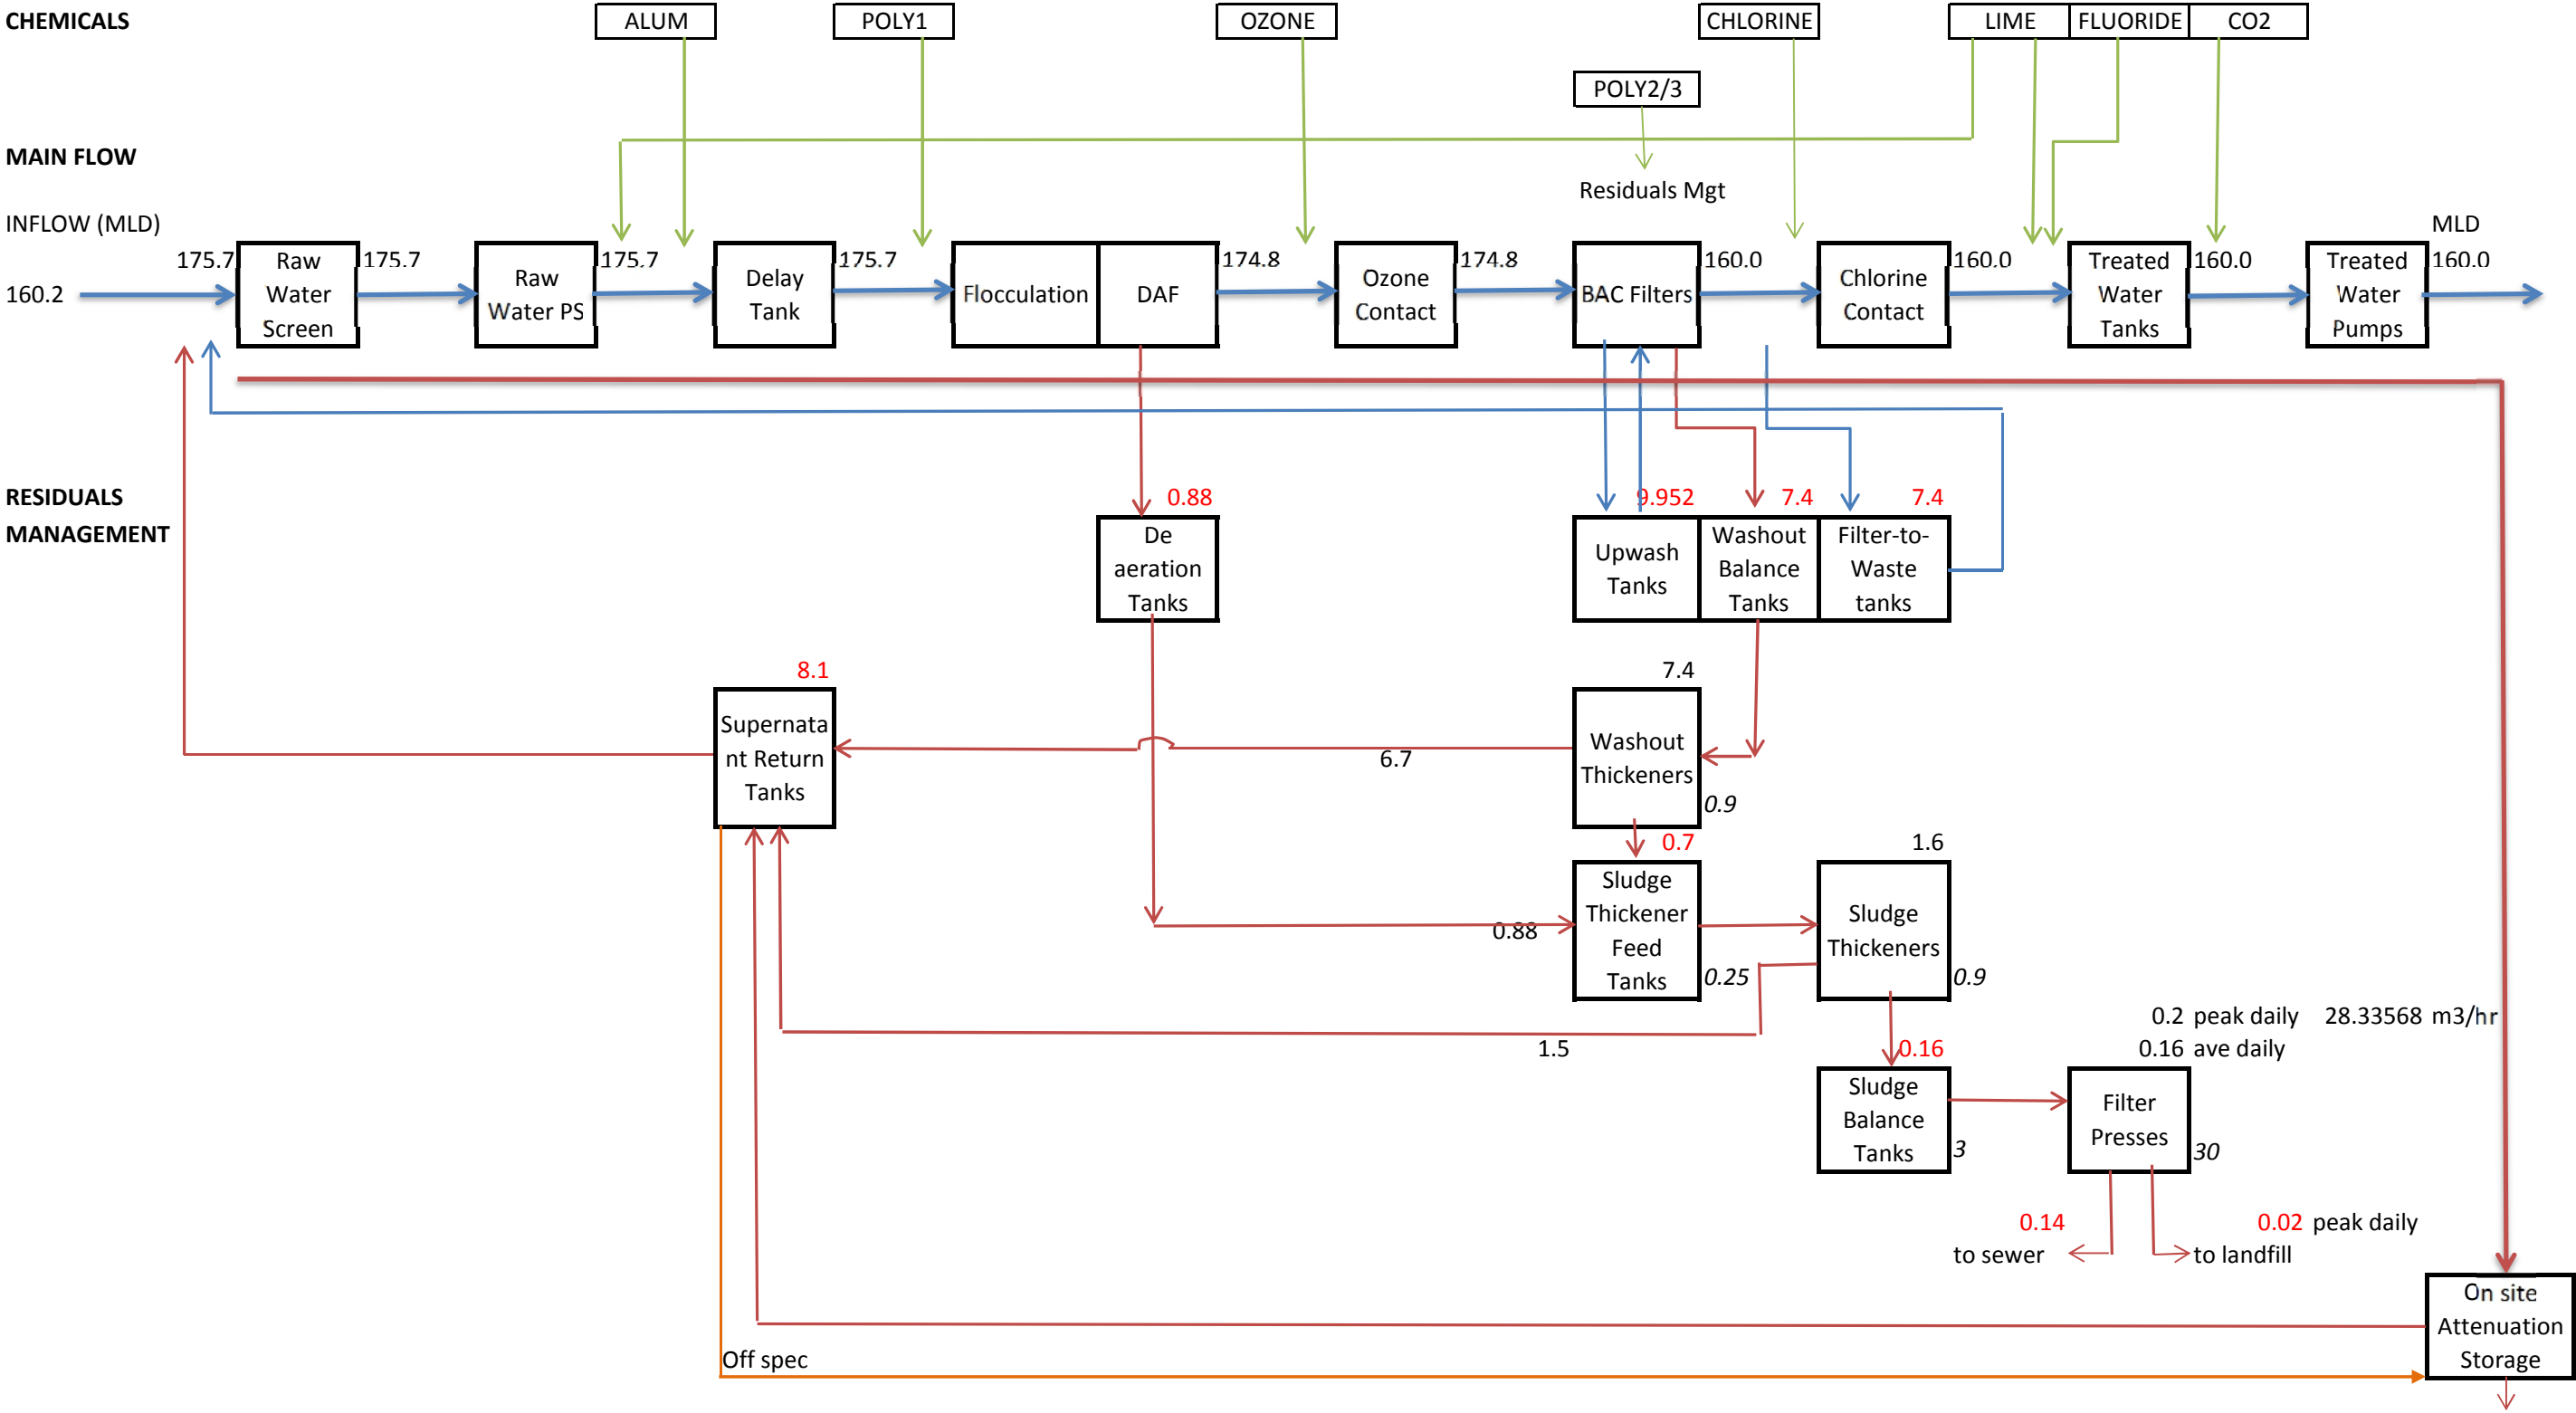 CHEMICALS
ALUM
POLY1
OZONE
CHLORINE
LIME
FLUORIDE
CO2
POLY2/3
MAIN FLOW
Residuals Mgt
INFLOW (MLD)
MLD
175.7
175.7
175.7
175.7
174.8
174.8
160.0
160.0
160.0
160.0
160.2
Raw
Water
Screen
Raw
Water PS
Delay
Tank
Flocculation
DAF
Ozone
Contact
BAC Filters
Chlorine
Contact
Treated
Water
Tanks
Treated
Water
Pumps
RESIDUALS
MANAGEMENT
0.88
9.952
7.4
7.4
De
aeration
Tanks
Upwash
Tanks
Washout
Balance
Tanks
Filter-to-
Waste
tanks
8.1
7.4
Supernata
nt Return
Tanks
6.7
Washout
Thickeners
0.9
0.7
1.6
0.88
Sludge
Thickener
Feed
Tanks
0.25
Sludge
Thickeners
0.9
0.2 peak daily 28.33568 m3/hr
1.5
0.16
0.16 ave daily
Sludge
Balance
Tanks
3
Filter
Presses
30
0.14
0.02 peak daily
to sewer
to landfill
On site
Attenuation
Storage
Off spec